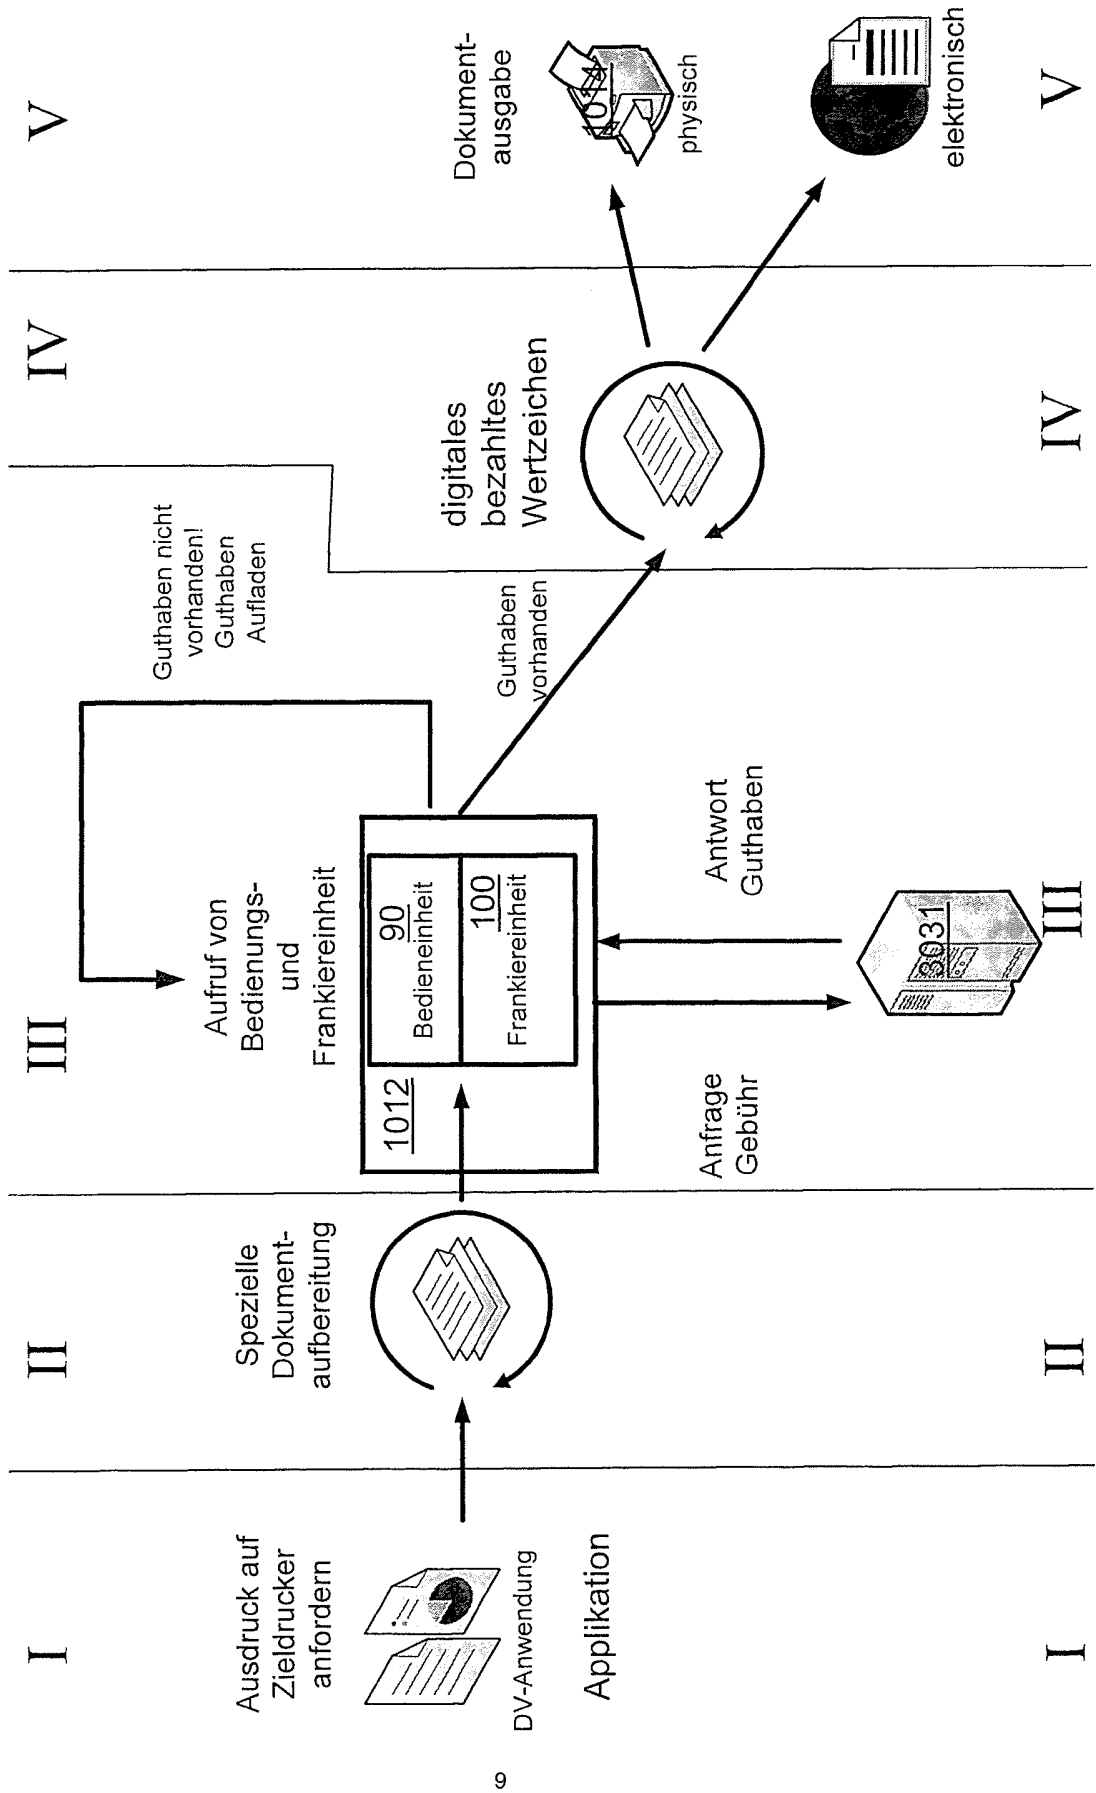 I
II
III
IV
V
Ausdruck auf
Zieldrucker
anfordern
DV-Anwendung
Applikation
Spezielle
Dokument-
aufbereitung
Aufruf von
Bedienungs-
und
Frankiereinheit
1012
90
Bedieneinheit
100
Frankiereinheit
Anfrage
Gebühr
Antwort
Guthaben
3031
Guthaben nicht
vorhanden!
Guthaben
Aufladen
Guthaben
vorhanden
digitales
bezahltes
Wertzeichen
Dokument-
ausgabe
physisch
elektronisch
I
II
III
IV
V
9